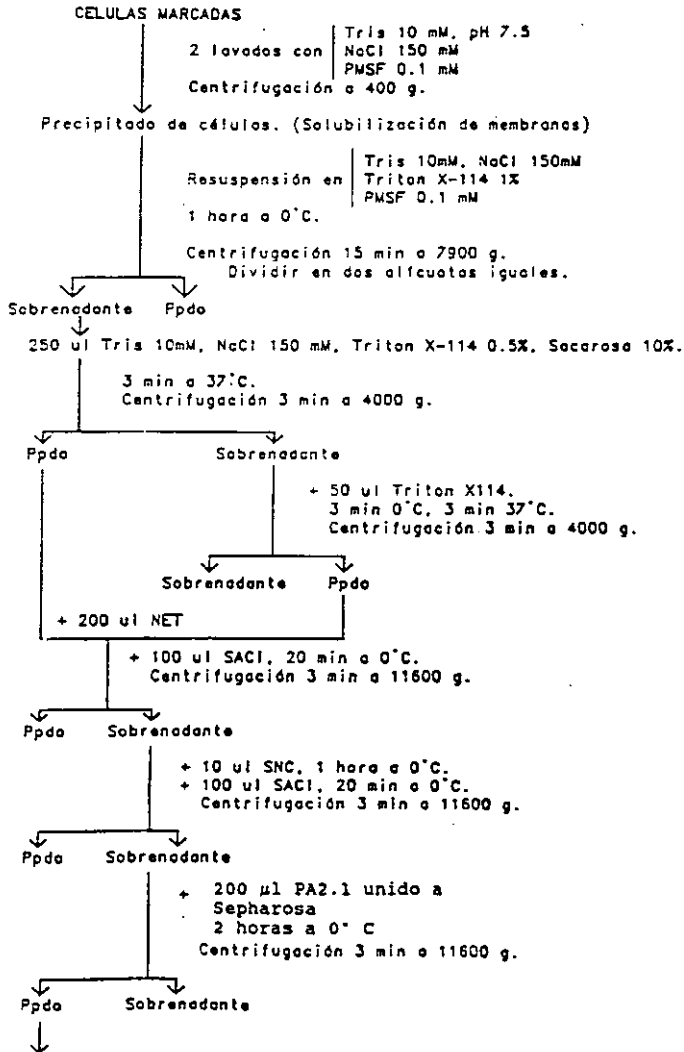 CELULAS MARCADAS
2 lavados con
Tris 10 mM, pH 7.5
NaCl 150 mM
PMSF 0.1 mM
Centrifugación a 400 g.
Precipitado de células. (Solubilización de membranas)
Resuspensión en
Tris 10mM, NaCl 150mM
Triton X-114 1%
PMSF 0.1 mM
1 hora a 0°C.
Centrifugación 15 min a 7900 g.
Dividir en dos alícuotas iguales.
Sobrenadante Ppdo
250 ul Tris 10mM, NaCl 150 mM, Triton X-114 0.5%, Sacarosa 10%.
3 min a 37°C.
Centrifugación 3 min a 4000 g.
Ppdo Sobrenadante
+ 50 ul Triton X114.
3 min 0°C, 3 min 37°C.
Centrifugación 3 min a 4000 g.
Sobrenadante Ppdo
+ 200 ul NET
+ 100 ul SACI, 20 min a 0°C.
Centrifugación 3 min a 11600 g.
Ppdo Sobrenadante
+ 10 ul SNC, 1 hora a 0°C.
+ 100 ul SACI, 20 min a 0°C.
Centrifugación 3 min a 11600 g.
Ppdo Sobrenadante
+ 200 µl PA2.1 unido a
Sepharosa
2 horas a 0° C
Centrifugación 3 min a 11600 g.
Ppdo Sobrenadante